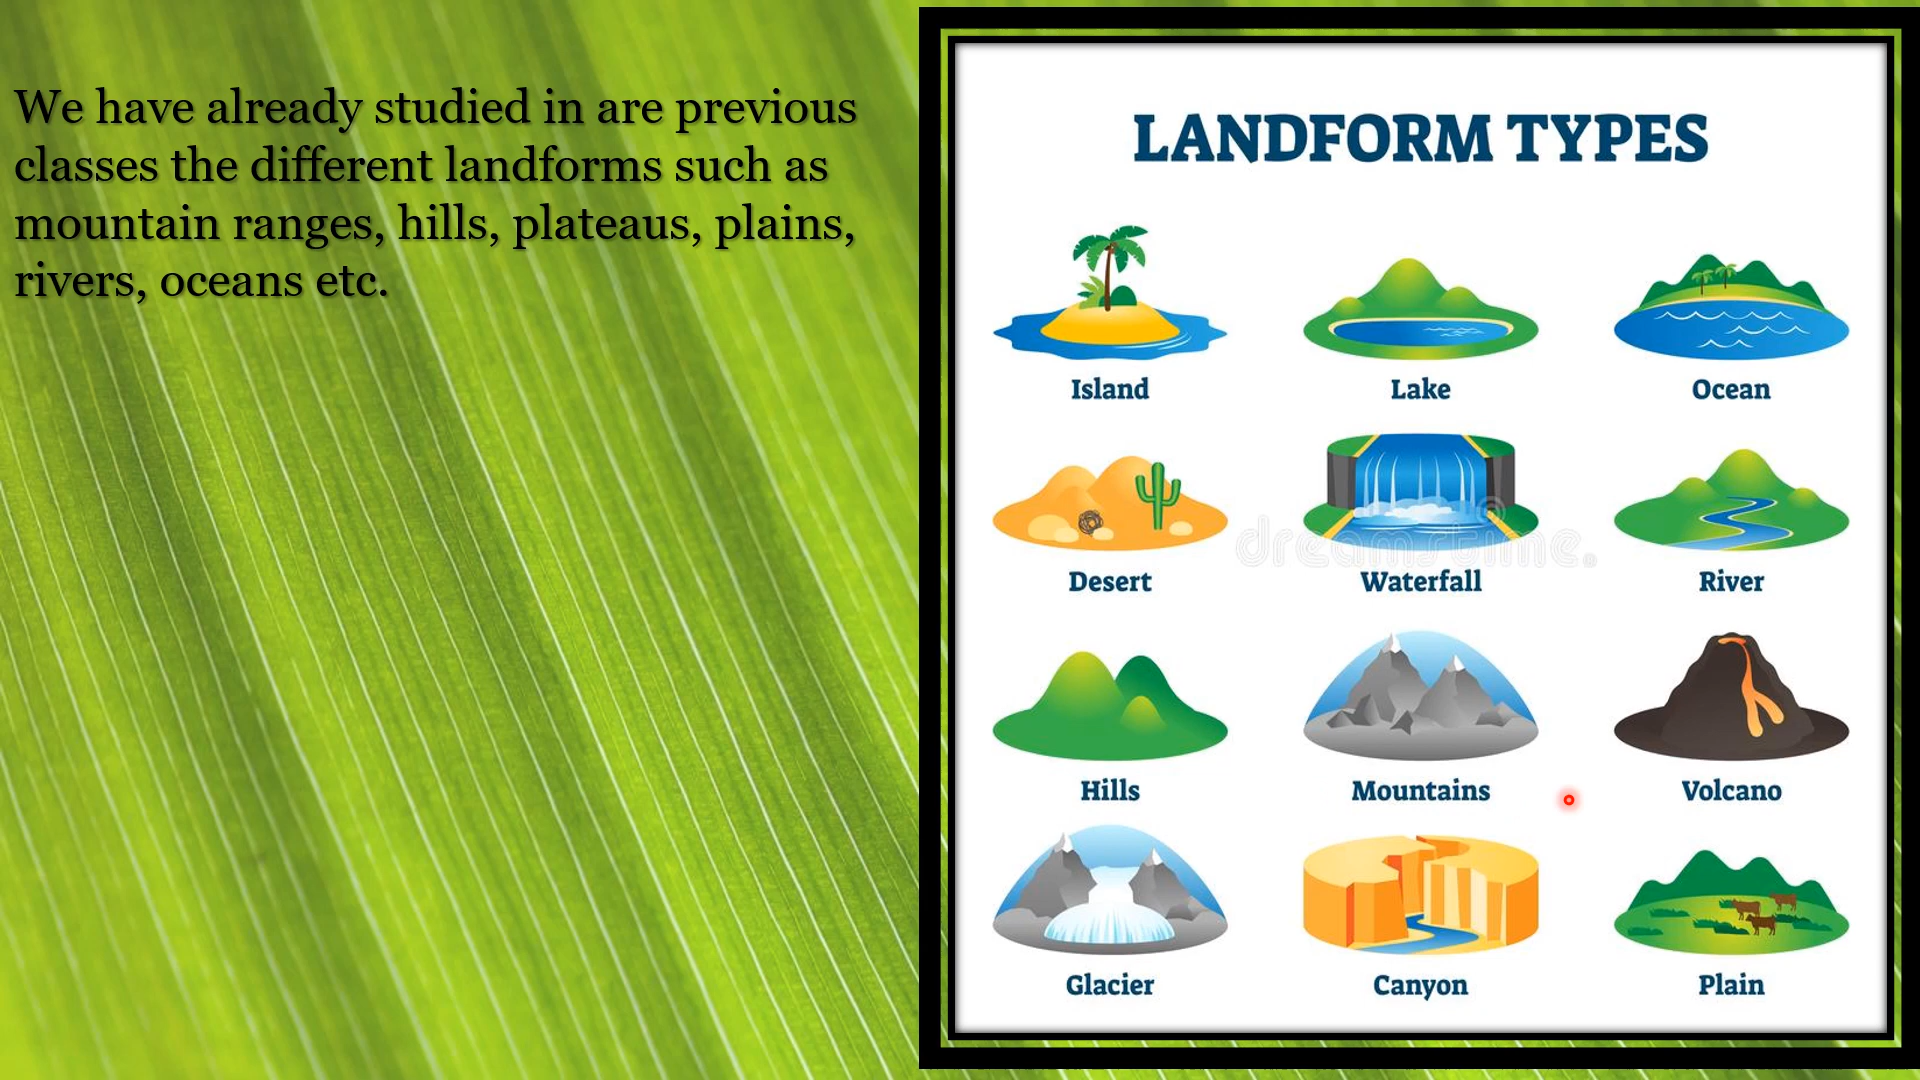 We have already studied in are previous
classes the different landforms such as
mountain ranges, hills, plateaus, plains,
rivers, oceans etc.
LANDFORM TYPES
Island
Lake
Ocean
Desert
Waterfall
River
dreamstime.
Hills
Mountains
Volcano
Glacier
Canyon
Plain